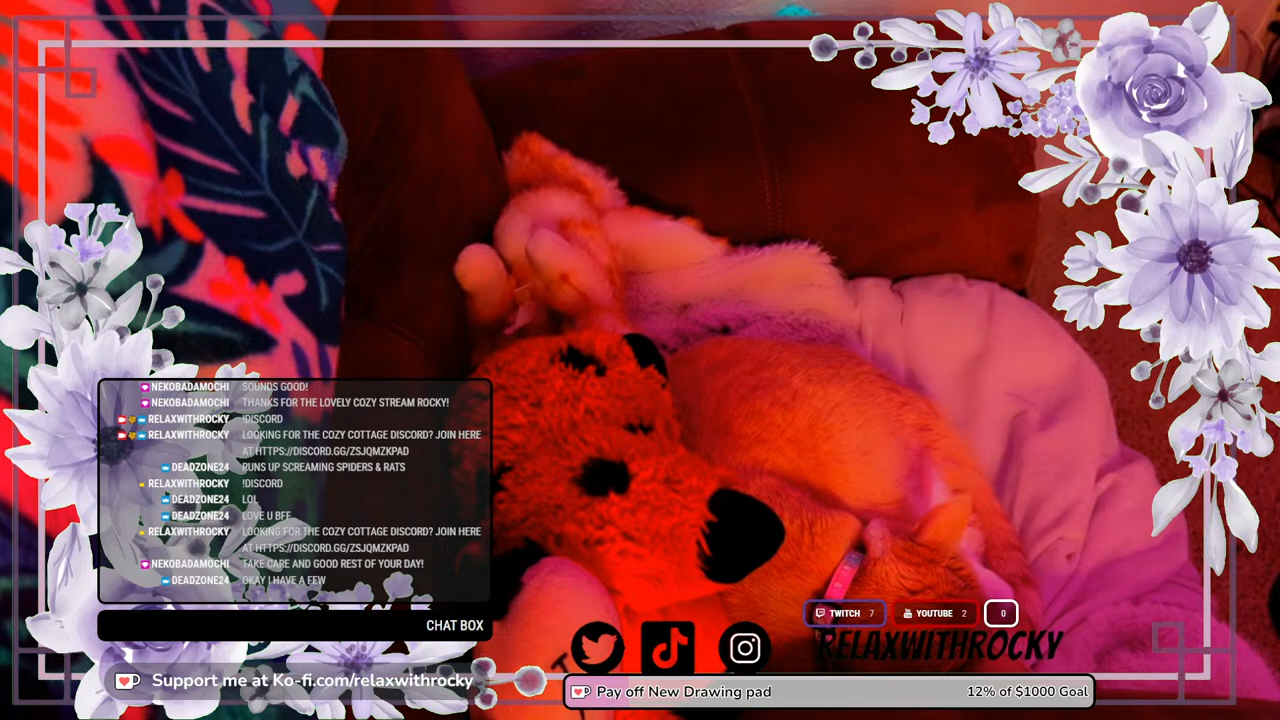 NEKOBADAMOCHI SOUNDS GOOD!
NEKOBADAMOCHI THANKS FOR THE LOVELY COZY STREAM ROCKY!
RELAXWITHROCKY !DISCORD
RELAXWITHROCKY LOOKING FOR THE COZY COTTAGE DISCORD? JOIN HERE
AT HTTPS://DISCORD.GG/ZSJQMZKPAD
DEADZONE24 RUNS UP SCREAMING SPIDERS & RATS
RELAXWITHROCKY !DISCORD
DEADZONE24 LOL
DEADZONE24 LOVE U BFF
RELAXWITHROCKY LOOKING FOR THE COZY COTTAGE DISCORD? JOIN HERE
AT HTTPS://DISCORD.GG/ZSJQMZKPAD
NEKOBADAMOCHI TAKE CARE AND GOOD REST OF YOUR DAY!
DEADZONE24 OKAY I HAVE A FEW
CHAT BOX
TWITCH 7
YOUTUBE 2
0
RELAXWITHROCKY
Support me at Ko-fi.com/relaxwithrocky
Pay off New Drawing pad 12% of $1000 Goal